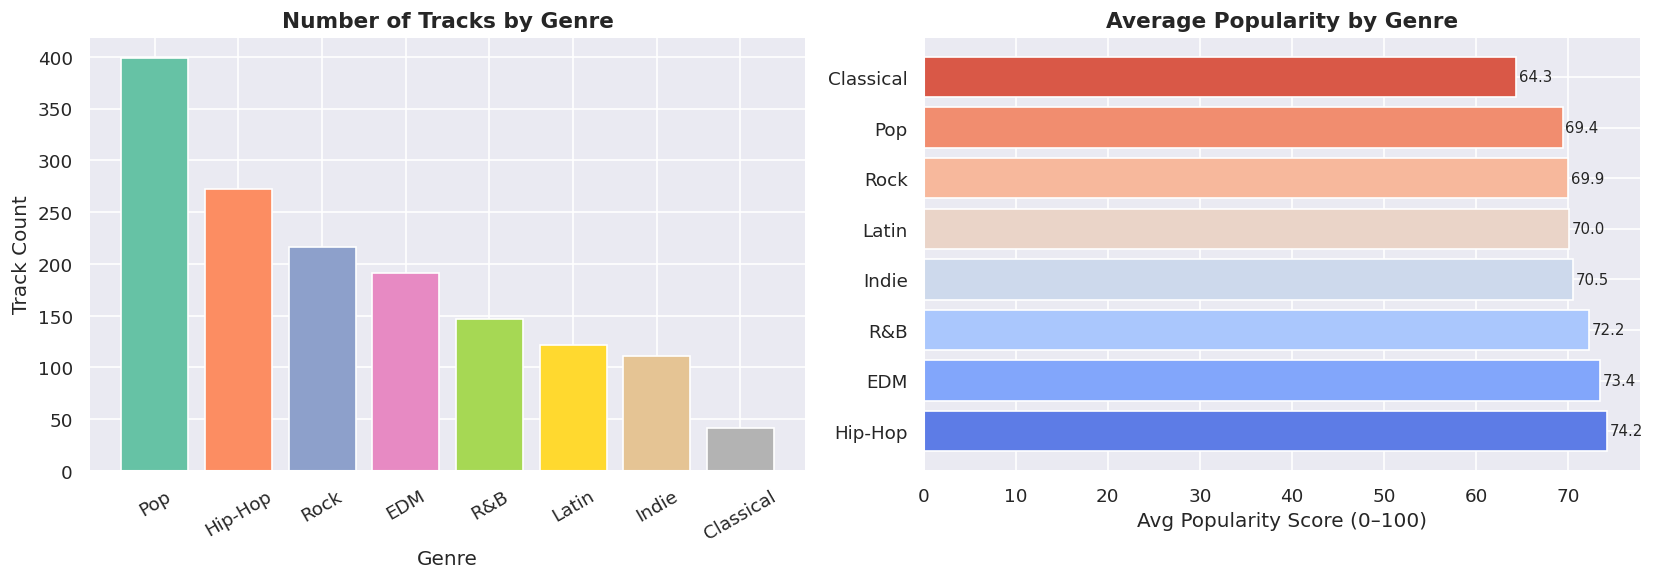 Number of Tracks by Genre
Track Count
400
350
300
250
200
150
100
50
0
Pop
Hip-Hop
Rock
EDM
R&B
Latin
Indie
Classical
Genre
Average Popularity by Genre
Classical 64.3
Pop 69.4
Rock 69.9
Latin 70.0
Indie 70.5
R&B 72.2
EDM 73.4
Hip-Hop 74.2
0 10 20 30 40 50 60 70
Avg Popularity Score (0–100)